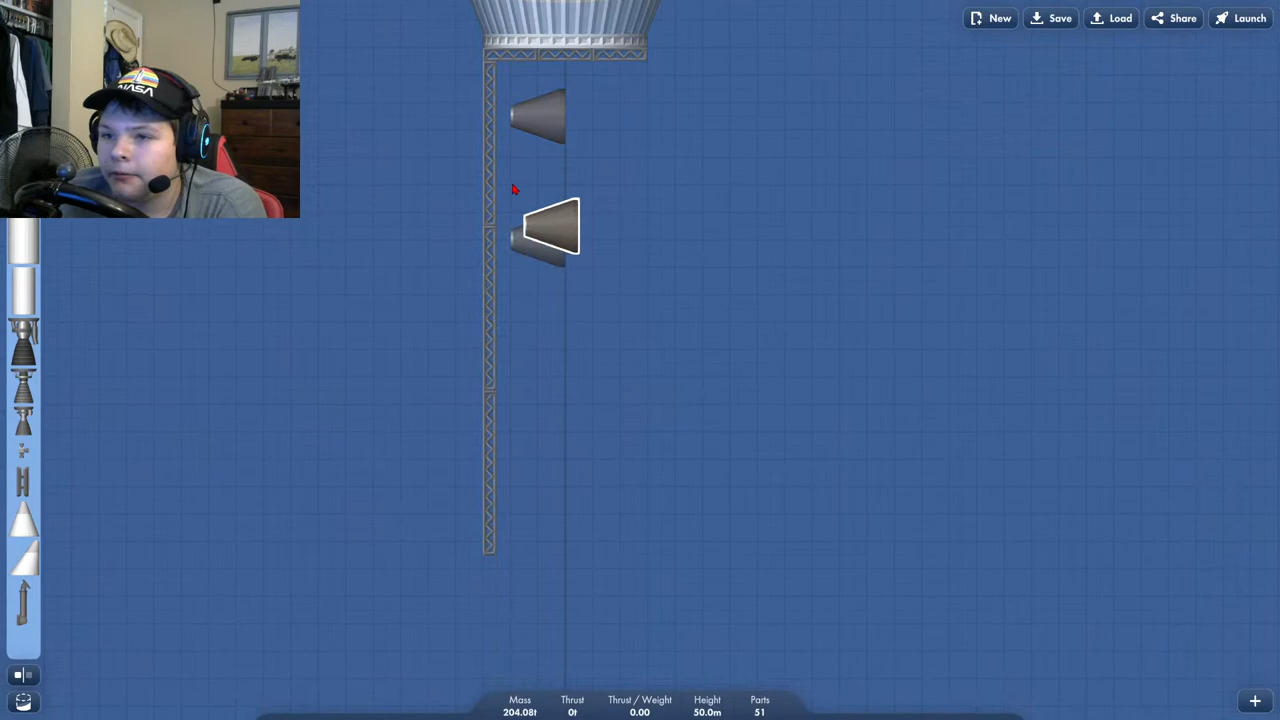 NASA
New
Save
Load
Share
Launch
Mass
204.08t
Thrust
0t
Thrust / Weight
0.00
Height
50.0m
Parts
51